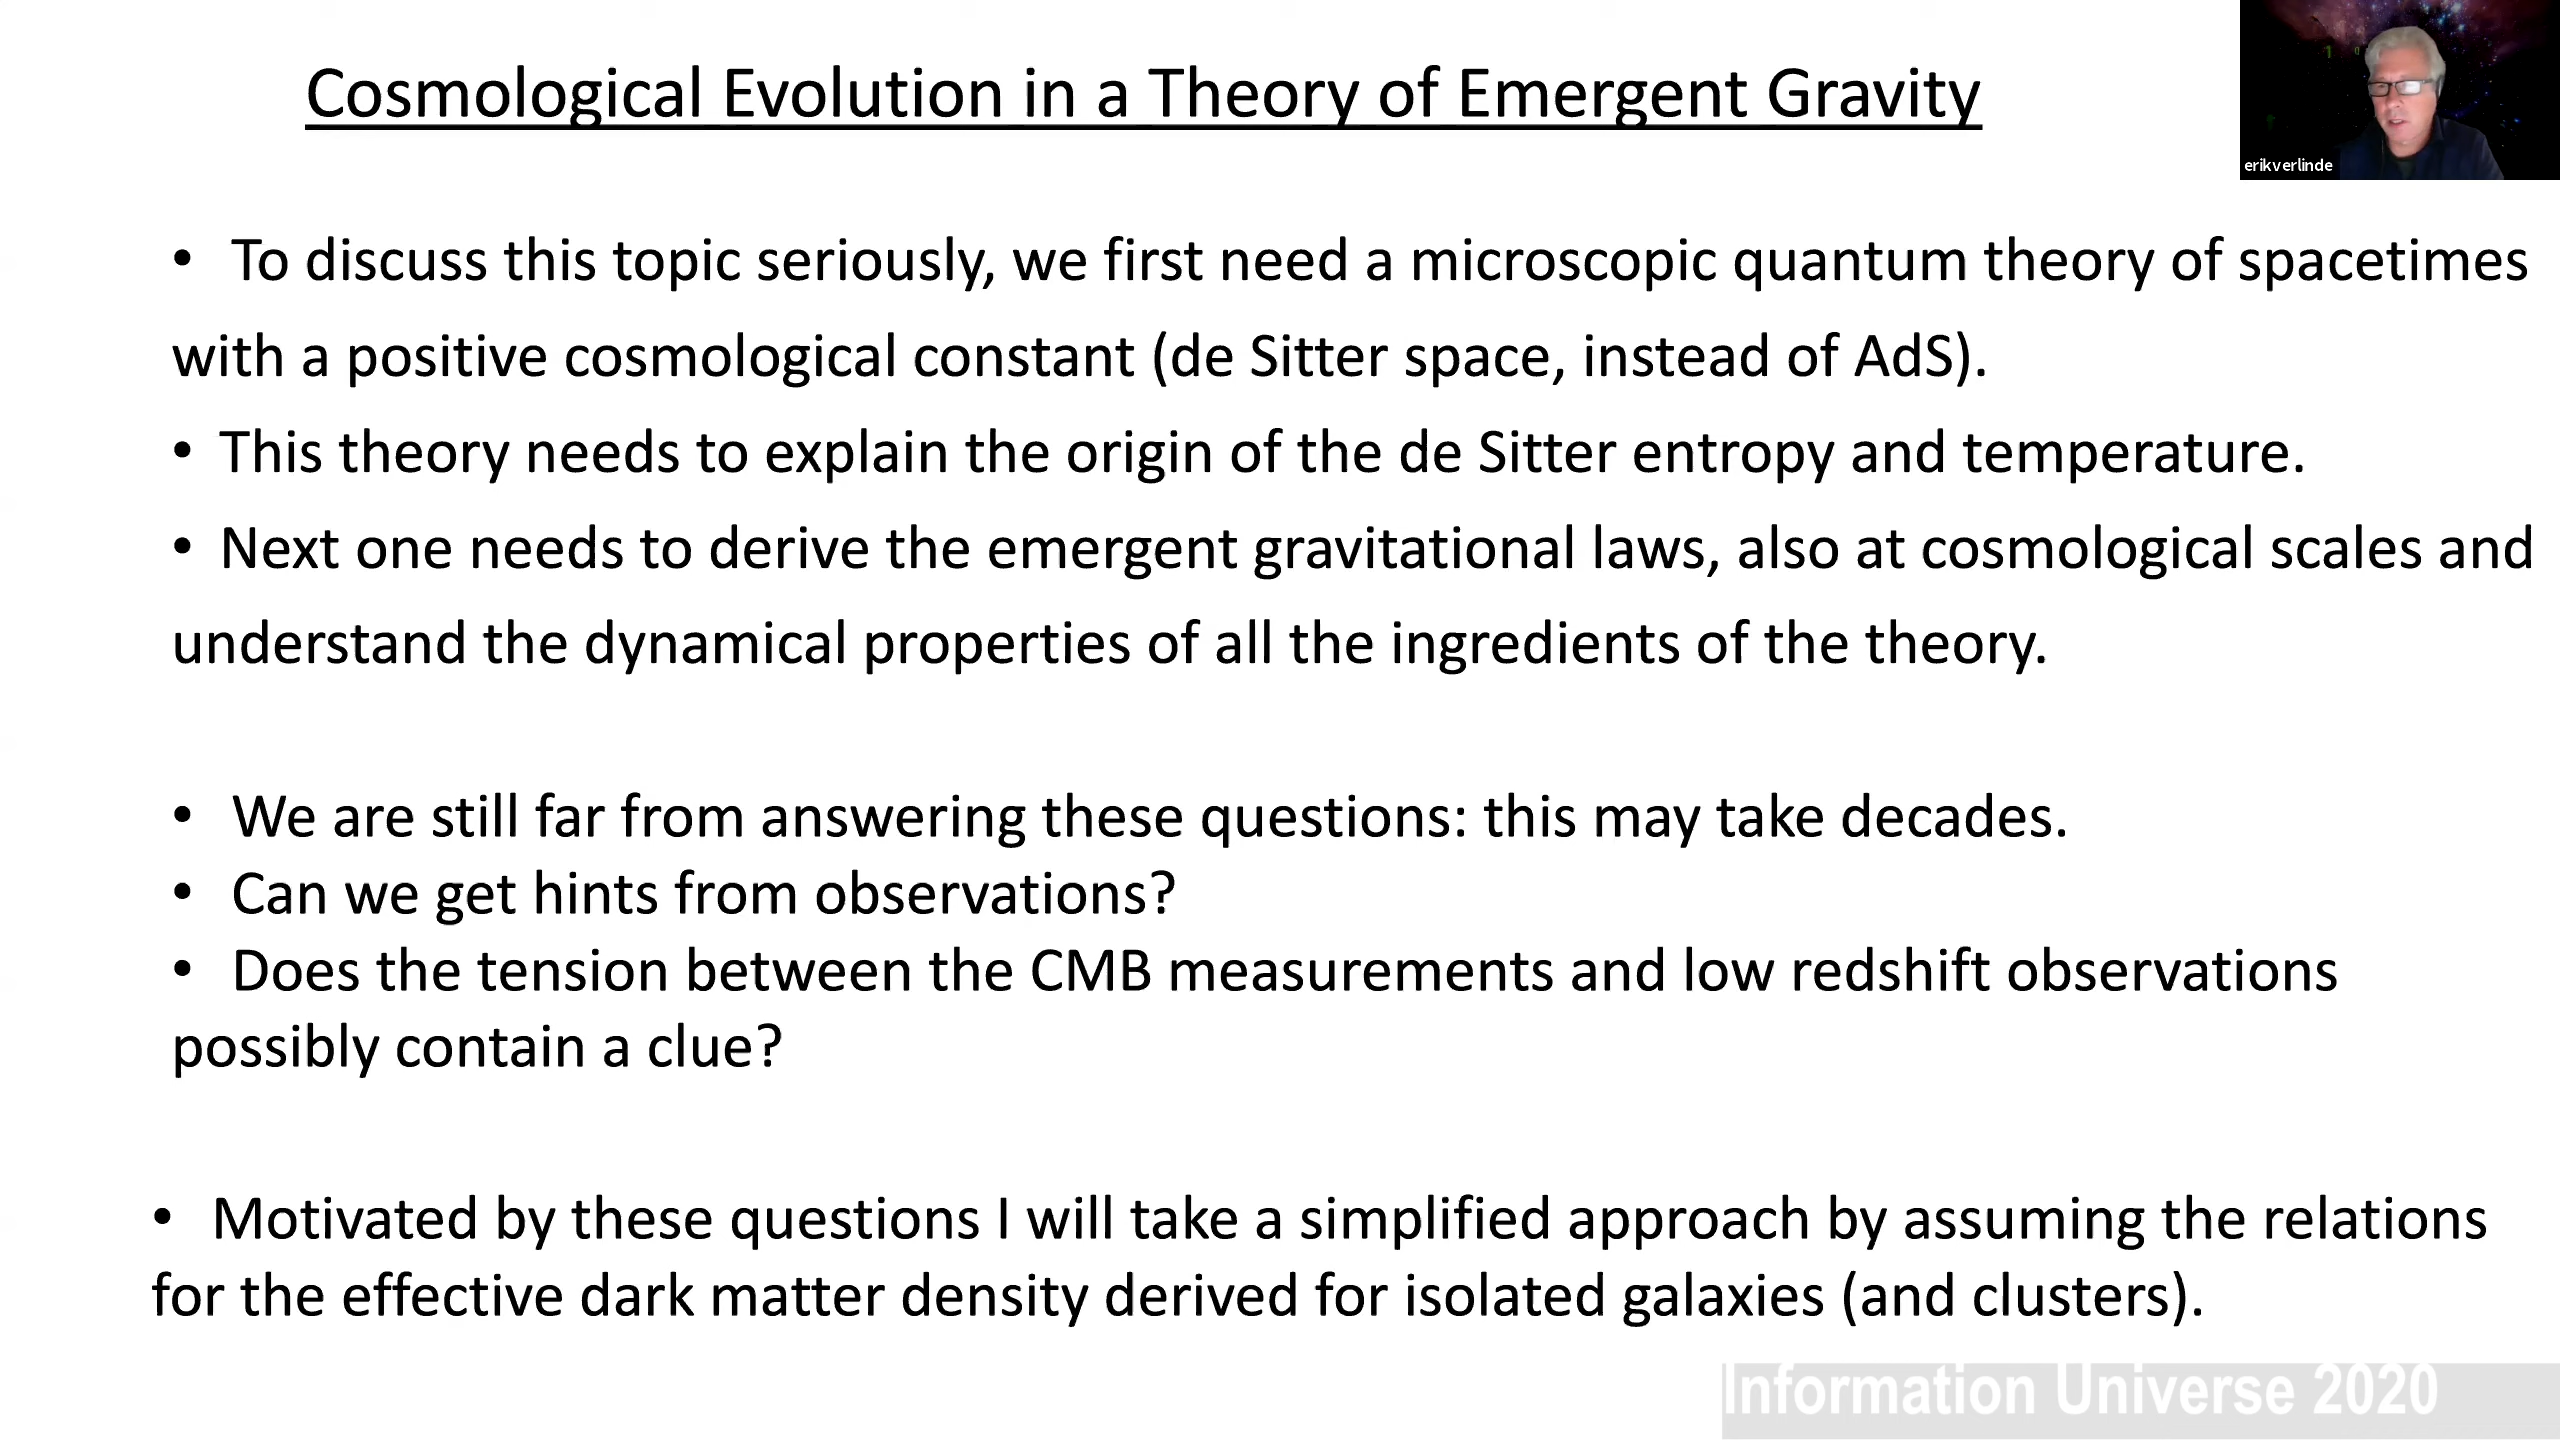 Cosmological Evolution in a Theory of Emergent Gravity
erikverlinde
• To discuss this topic seriously, we first need a microscopic quantum theory of spacetimes
with a positive cosmological constant (de Sitter space, instead of AdS).
• This theory needs to explain the origin of the de Sitter entropy and temperature.
• Next one needs to derive the emergent gravitational laws, also at cosmological scales and
understand the dynamical properties of all the ingredients of the theory.
• We are still far from answering these questions: this may take decades.
• Can we get hints from observations?
• Does the tension between the CMB measurements and low redshift observations
possibly contain a clue?
• Motivated by these questions I will take a simplified approach by assuming the relations
for the effective dark matter density derived for isolated galaxies (and clusters).
Information Universe 2020